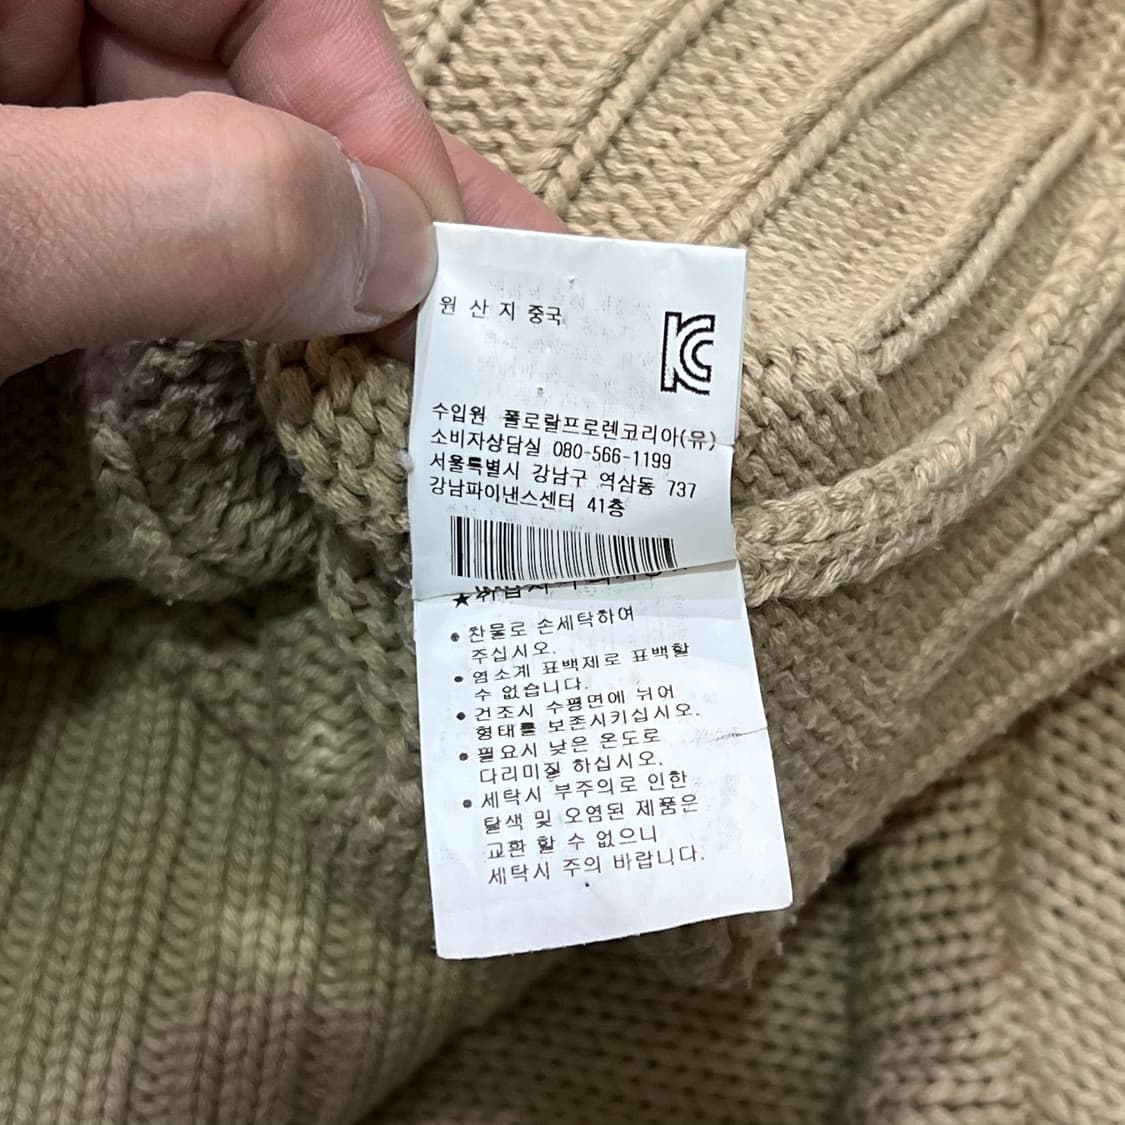 원 산 지 중국
KC
수입원 폴로랄프로렌코리아(유)
소비자상담실 080-566-1199
서울특별시 강남구 역삼동 737
강남파이낸스센터 41층
• 찬물로 손세탁하여
주십시오.
• 염소계 표백제로 표백할
수 없습니다.
• 건조시 수평면에 뉘어
형태를 보존시키십시오.
• 필요시 낮은 온도로
다리미질 하십시오.
• 세탁시 부주의로 인한
탈색 및 오염된 제품은
교환 할 수 없으니
세탁시 주의 바랍니다.